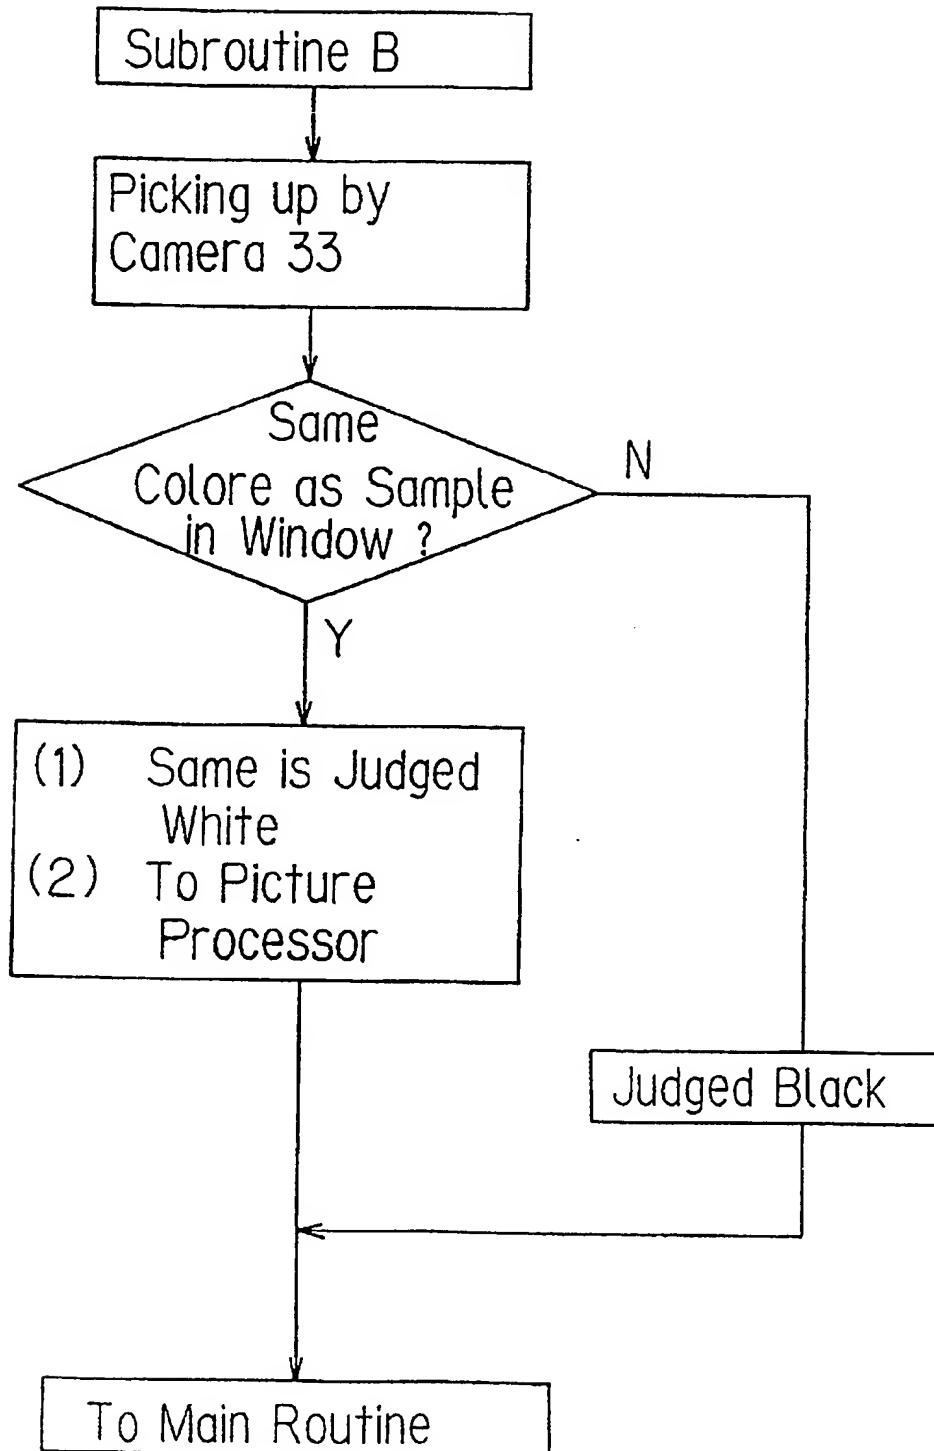 Subroutine B
Picking up by
Camera 33
Same
Colore as Sample
in Window ?
N
Y
(1) Same is Judged
White
(2) To Picture
Processor
Judged Black
To Main Routine